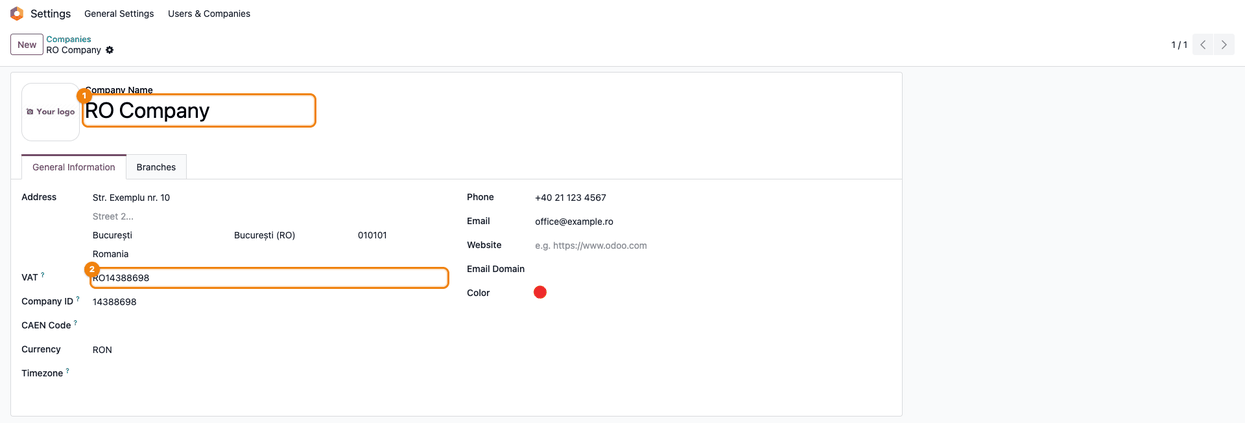 Settings General Settings Users & Companies
New Companies
RO Company
1 / 1
Company Name
1
Your logo
RO Company
General Information Branches
Address Str. Exemplu nr. 10
Street 2...
București București (RO) 010101
Romania
2
VAT ? RO14388698
Company ID ? 14388698
CAEN Code ?
Currency RON
Timezone ?
Phone +40 21 123 4567
Email office@example.ro
Website e.g. https://www.odoo.com
Email Domain
Color